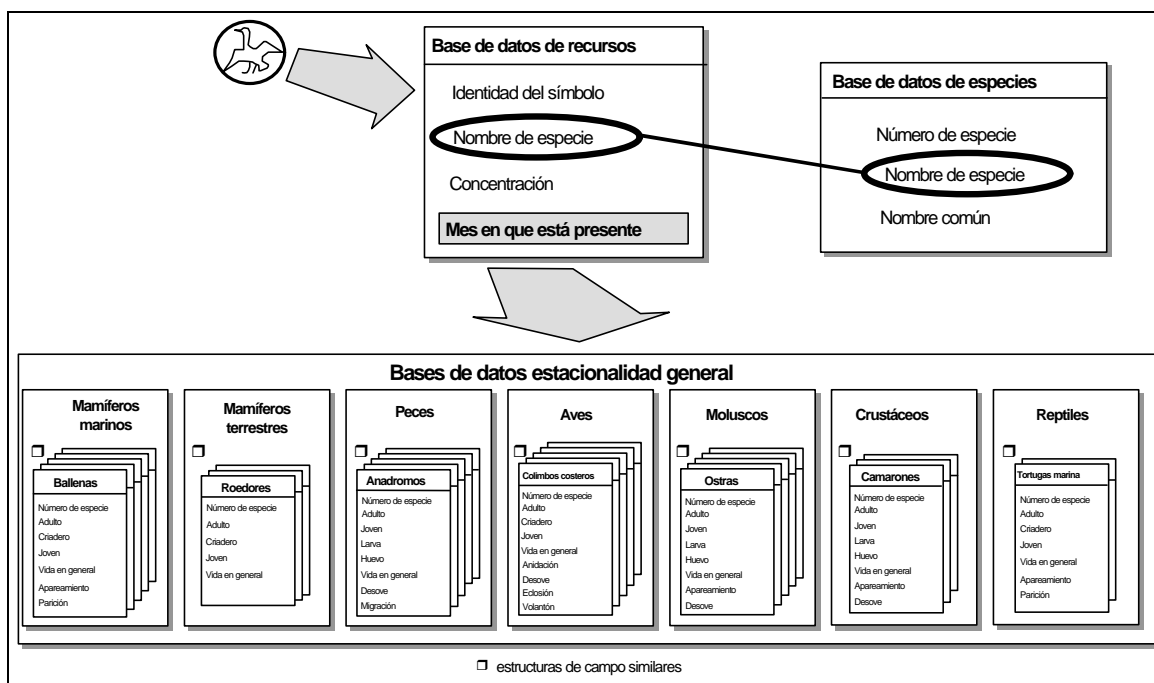 Base de datos de recursos
Identidad del símbolo
Nombre de especie
Concentración
Mes en que está presente
Base de datos de especies
Número de especie
Nombre de especie
Nombre común
Bases de datos estacionalidad general
Mamíferos
marinos
Ballenas
Número de especie
Adulto
Criadero
Joven
Vida en general
Apareamiento
Parición
Mamíferos
terrestres
Roedores
Número de especie
Adulto
Criadero
Joven
Vida en general
Peces
Anadromos
Número de especie
Adulto
Joven
Larva
Huevo
Vida en general
Desove
Migración
Aves
Colimbos costeros
Número de especie
Adulto
Criadero
Joven
Vida en general
Anidación
Desove
Eclosión
Volantón
Moluscos
Ostras
Número de especie
Adulto
Joven
Larva
Huevo
Vida en general
Apareamiento
Desove
Crustáceos
Camarones
Número de especie
Adulto
Joven
Larva
Huevo
Vida en general
Apareamiento
Desove
Reptiles
Tortugas marina
Número de especie
Adulto
Criadero
Joven
Vida en general
Apareamiento
Parición
estructuras de campo similares